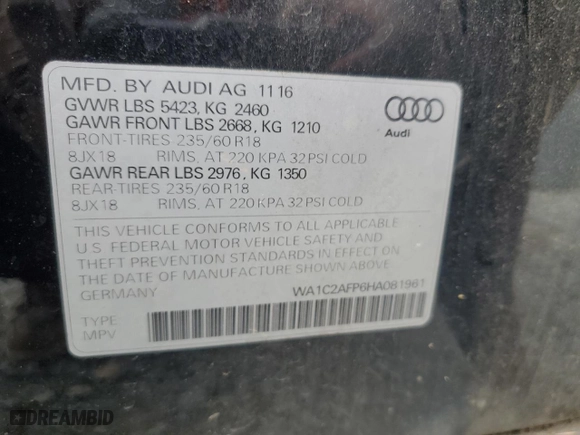 MFD. BY AUDI AG 1116
GVWR LBS 5423, KG 2460
GAWR FRONT LBS 2668, KG 1210
FRONT-TIRES 235/60 R18
8JX18 RIMS, AT 220 KPA 32 PSI COLD
GAWR REAR LBS 2976, KG 1350
REAR-TIRES 235/60 R18
8JX18 RIMS, AT 220 KPA 32 PSI COLD
Audi
THIS VEHICLE CONFORMS TO ALL APPLICABLE
U.S. FEDERAL MOTOR VEHICLE SAFETY AND
THEFT PREVENTION STANDARDS IN EFFECT ON
THE DATE OF MANUFACTURE SHOWN ABOVE.
GERMANY
WA1C2AFP6HA081961
TYPE
MPV
DREAMBID